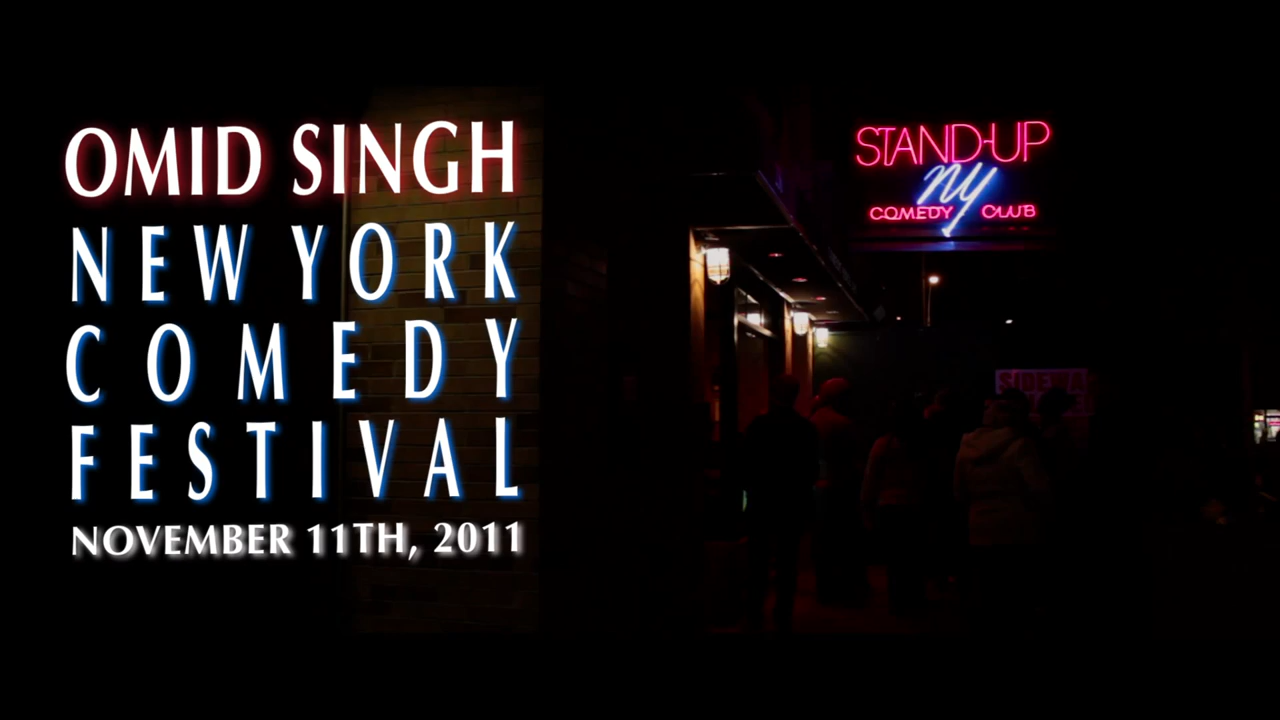 OMID SINGH
NEW YORK
COMEDY
FESTIVAL
NOVEMBER 11TH, 2011
STAND-UP
NY
COMEDY CLUB